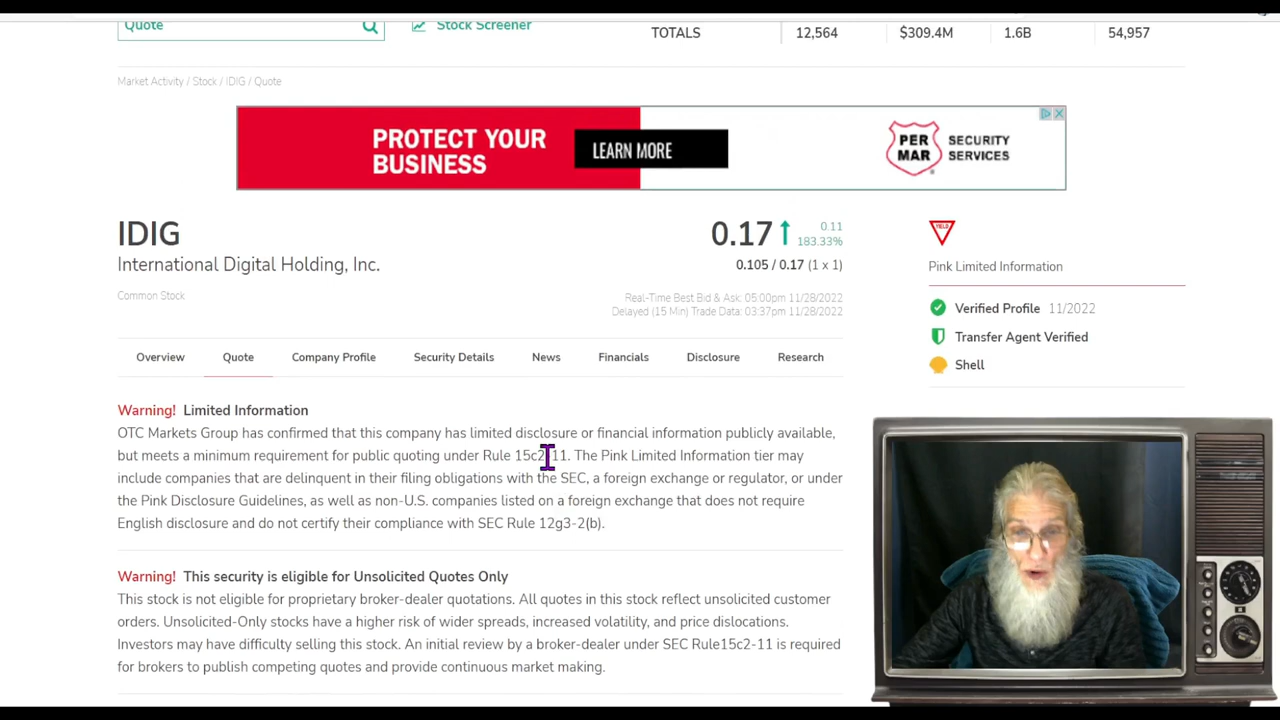 Quote
Stock Screener
TOTALS 12,564 $309.4M 1.6B 54,957
Market Activity / Stock / IDIG / Quote
PROTECT YOUR
BUSINESS
LEARN MORE
PER
MAR
SECURITY
SERVICES
IDIG
International Digital Holding, Inc.
Common Stock
0.17 0.11
183.33%
0.105 / 0.17 (1 x 1)
Real-Time Best Bid & Ask: 05:00pm 11/28/2022
Delayed (15 Min) Trade Data: 03:37pm 11/28/2022
YIELD
Pink Limited Information
Verified Profile 11/2022
Transfer Agent Verified
Shell
Overview Quote Company Profile Security Details News Financials Disclosure Research
Warning! Limited Information
OTC Markets Group has confirmed that this company has limited disclosure or financial information publicly available,
but meets a minimum requirement for public quoting under Rule 15c2-11. The Pink Limited Information tier may
include companies that are delinquent in their filing obligations with the SEC, a foreign exchange or regulator, or under
the Pink Disclosure Guidelines, as well as non-U.S. companies listed on a foreign exchange that does not require
English disclosure and do not certify their compliance with SEC Rule 12g3-2(b).
Warning! This security is eligible for Unsolicited Quotes Only
This stock is not eligible for proprietary broker-dealer quotations. All quotes in this stock reflect unsolicited customer
orders. Unsolicited-Only stocks have a higher risk of wider spreads, increased volatility, and price dislocations.
Investors may have difficulty selling this stock. An initial review by a broker-dealer under SEC Rule15c2-11 is required
for brokers to publish competing quotes and provide continuous market making.